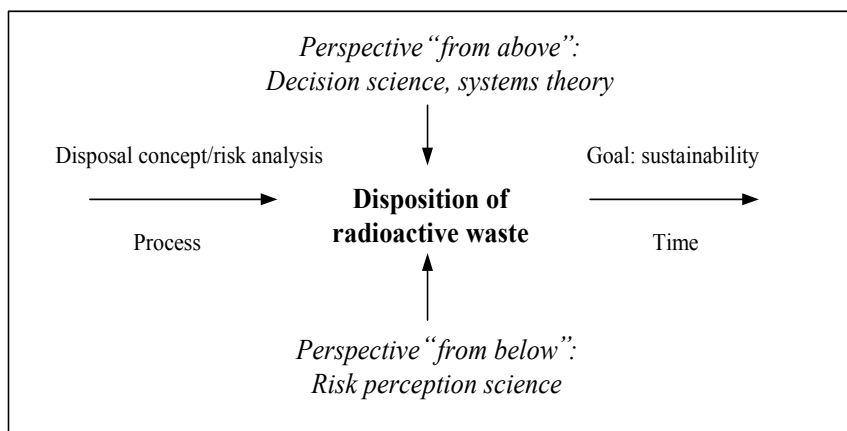 Perspective “from above”:
Decision science, systems theory
Disposal concept/risk analysis
Goal: sustainability
Disposition of
radioactive waste
Process
Time
Perspective “from below”:
Risk perception science